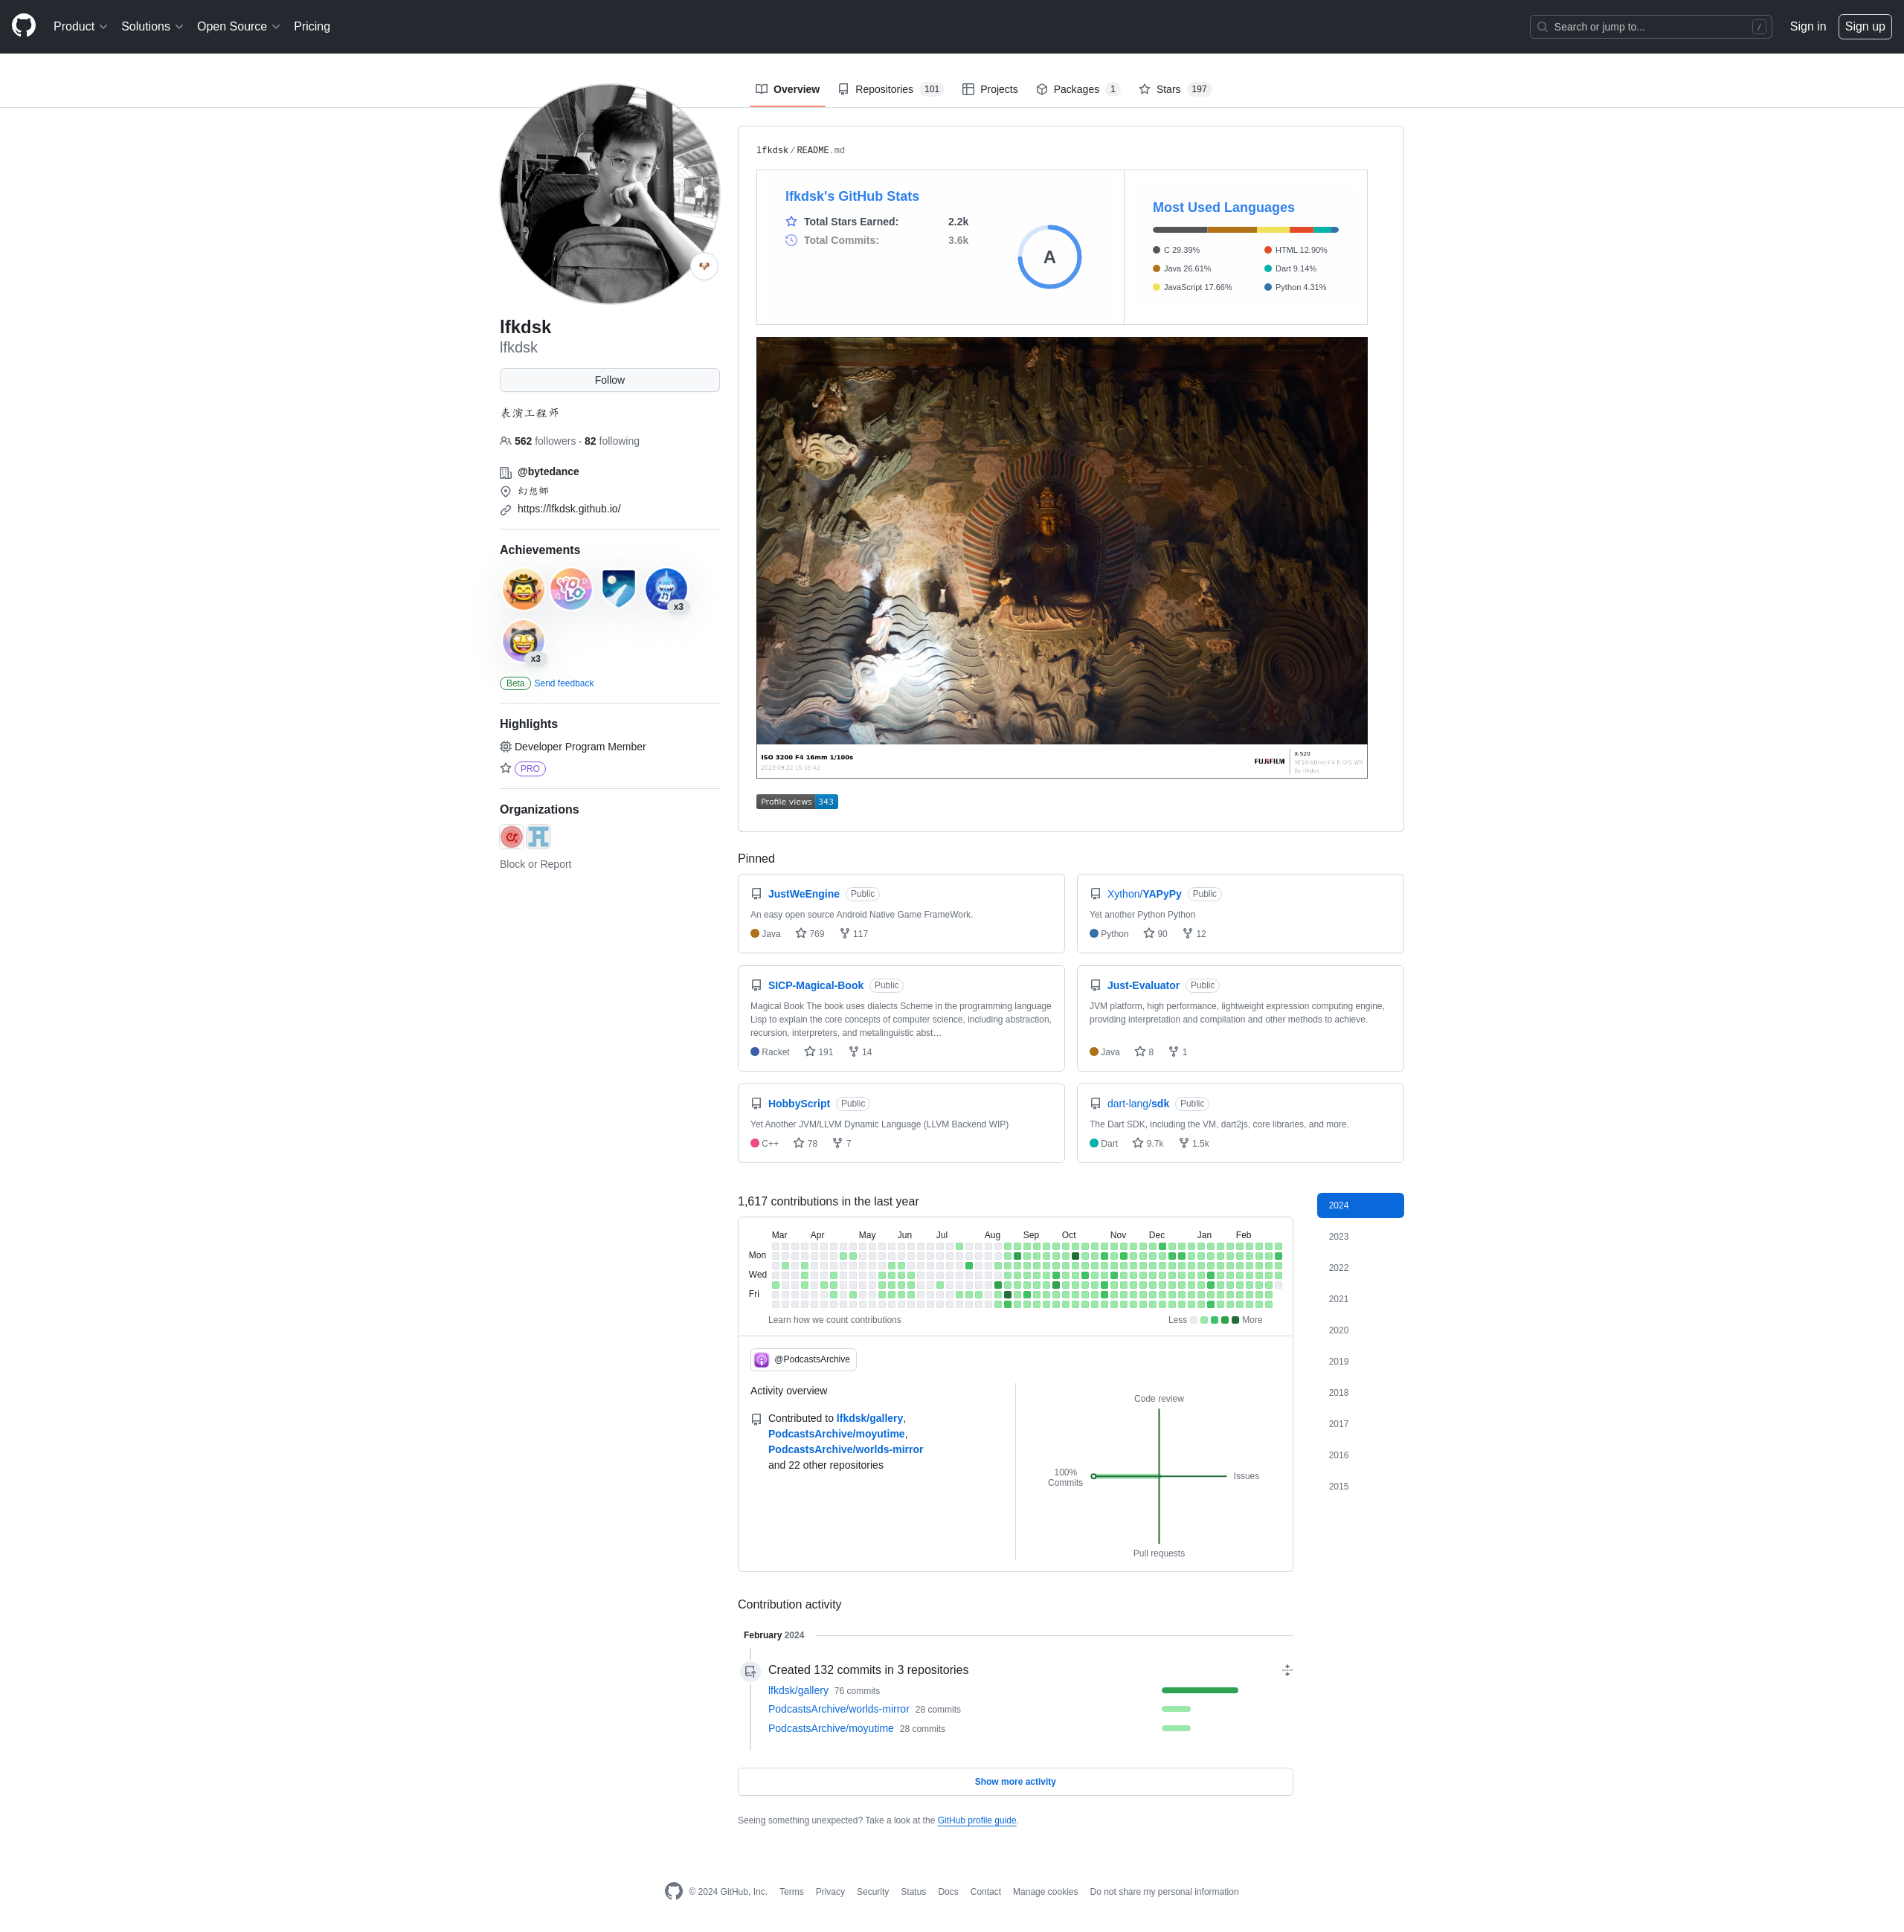 Product
Solutions
Open Source
Pricing
Search or jump to...
/
Sign in
Sign up
Overview
Repositories 101
Projects
Packages 1
Stars 197
lfkdsk
lfkdsk
Follow
表演工程师
562 followers · 82 following
@bytedance
幻想鄉
https://lfkdsk.github.io/
Achievements
YOLO
x3
x3
Beta Send feedback
Highlights
Developer Program Member
PRO
Organizations
Block or Report
lfkdsk/README.md
lfkdsk's GitHub Stats
Total Stars Earned: 2.2k
Total Commits: 3.6k
A
Most Used Languages
C 29.39%
Java 26.61%
JavaScript 17.66%
HTML 12.90%
Dart 9.14%
Python 4.31%
ISO 3200 F4 16mm 1/100s
FUJIFILM
X-S20
Profile views 343
Pinned
JustWeEngine Public
An easy open source Android Native Game FrameWork.
Java 769 117
Xython/YAPyPy Public
Yet another Python Python
Python 90 12
SICP-Magical-Book Public
Magical Book The book uses dialects Scheme in the programming language
Lisp to explain the core concepts of computer science, including abstraction,
recursion, interpreters, and metalinguistic abst…
Racket 191 14
Just-Evaluator Public
JVM platform, high performance, lightweight expression computing engine,
providing interpretation and compilation and other methods to achieve.
Java 8 1
HobbyScript Public
Yet Another JVM/LLVM Dynamic Language (LLVM Backend WIP)
C++ 78 7
dart-lang/sdk Public
The Dart SDK, including the VM, dart2js, core libraries, and more.
Dart 9.7k 1.5k
1,617 contributions in the last year
Mar Apr May Jun Jul Aug Sep Oct Nov Dec Jan Feb
Mon
Wed
Fri
Learn how we count contributions
Less More
@PodcastsArchive
Activity overview
Contributed to lfkdsk/gallery,
PodcastsArchive/moyutime,
PodcastsArchive/worlds-mirror
and 22 other repositories
Code review
100%
Commits
Issues
Pull requests
2024
2023
2022
2021
2020
2019
2018
2017
2016
2015
Contribution activity
February 2024
Created 132 commits in 3 repositories
lfkdsk/gallery 76 commits
PodcastsArchive/worlds-mirror 28 commits
PodcastsArchive/moyutime 28 commits
Show more activity
Seeing something unexpected? Take a look at the GitHub profile guide.
© 2024 GitHub, Inc.
Terms
Privacy
Security
Status
Docs
Contact
Manage cookies
Do not share my personal information